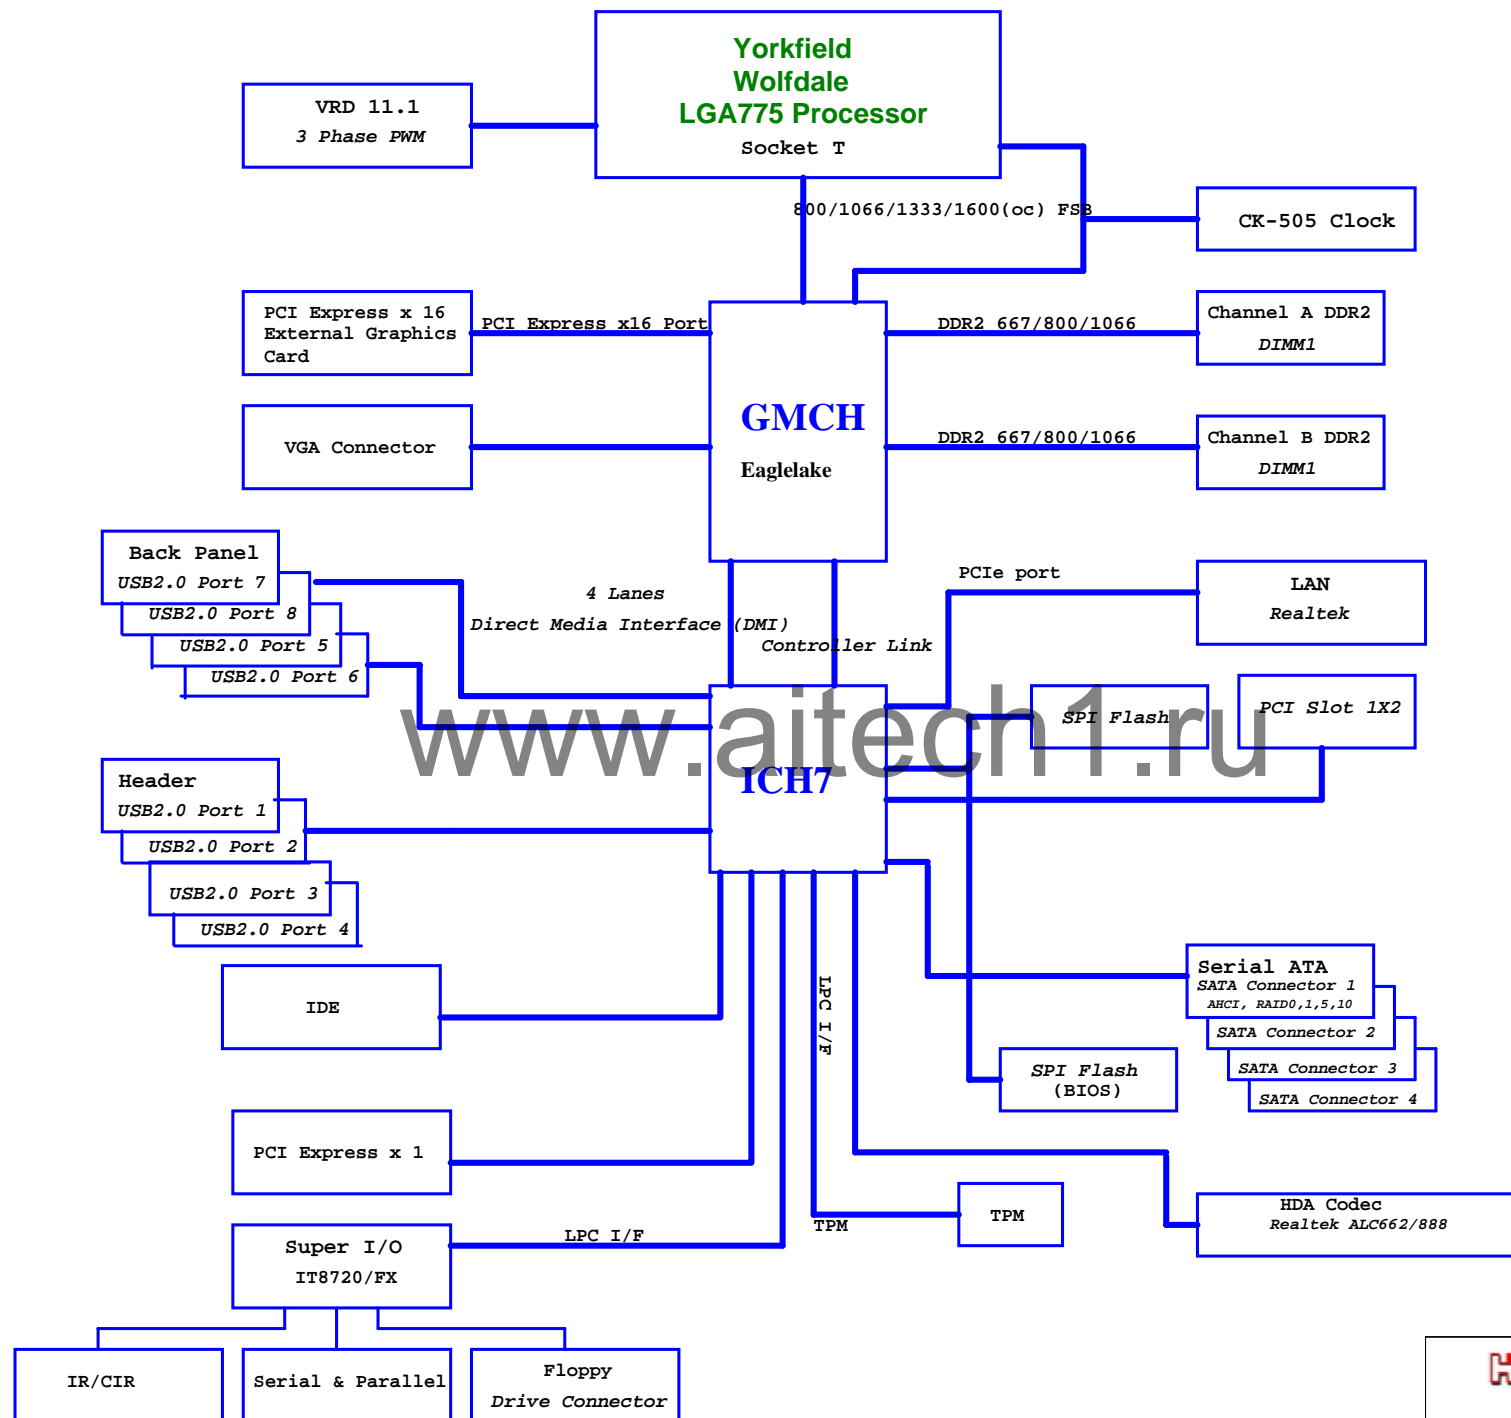 Yorkfield
Wolfdale
LGA775 Processor
Socket T
VRD 11.1
3 Phase PWM
800/1066/1333/1600(oc) FSB
CK-505 Clock
PCI Express x 16
External Graphics
Card
PCI Express x16 Port
DDR2 667/800/1066
Channel A DDR2
DIMM1
GMCH
Eaglelake
VGA Connector
DDR2 667/800/1066
Channel B DDR2
DIMM1
Back Panel
USB2.0 Port 7
USB2.0 Port 8
USB2.0 Port 5
USB2.0 Port 6
4 Lanes
Direct Media Interface (DMI)
Controller Link
PCIe port
LAN
Realtek
SPI Flash
PCI Slot 1X2
www.aitech1.ru
ICH7
Header
USB2.0 Port 1
USB2.0 Port 2
USB2.0 Port 3
USB2.0 Port 4
IDE
LPC I/F
Serial ATA
SATA Connector 1
AHCI, RAID0,1,5,10
SATA Connector 2
SATA Connector 3
SATA Connector 4
SPI Flash
(BIOS)
PCI Express x 1
TPM
TPM
HDA Codec
Realtek ALC662/888
Super I/O
IT8720/FX
LPC I/F
IR/CIR
Serial & Parallel
Floppy
Drive Connector